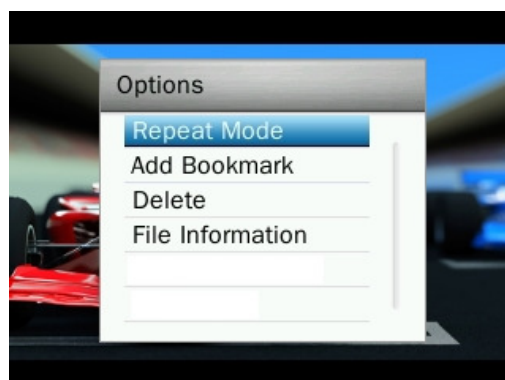 Options
Repeat Mode
Add Bookmark
Delete
File Information